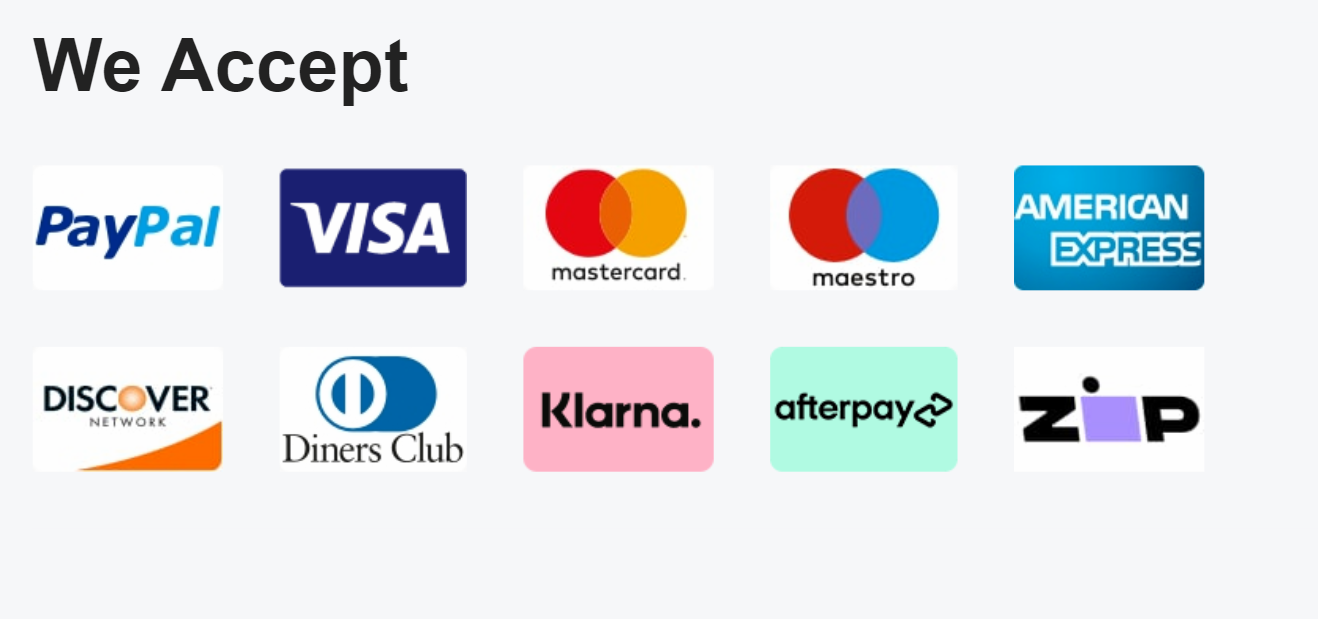 We Accept
PayPal
VISA
mastercard.
maestro
AMERICAN
EXPRESS
DISCOVER
NETWORK
Diners Club
Klarna.
afterpay
zip